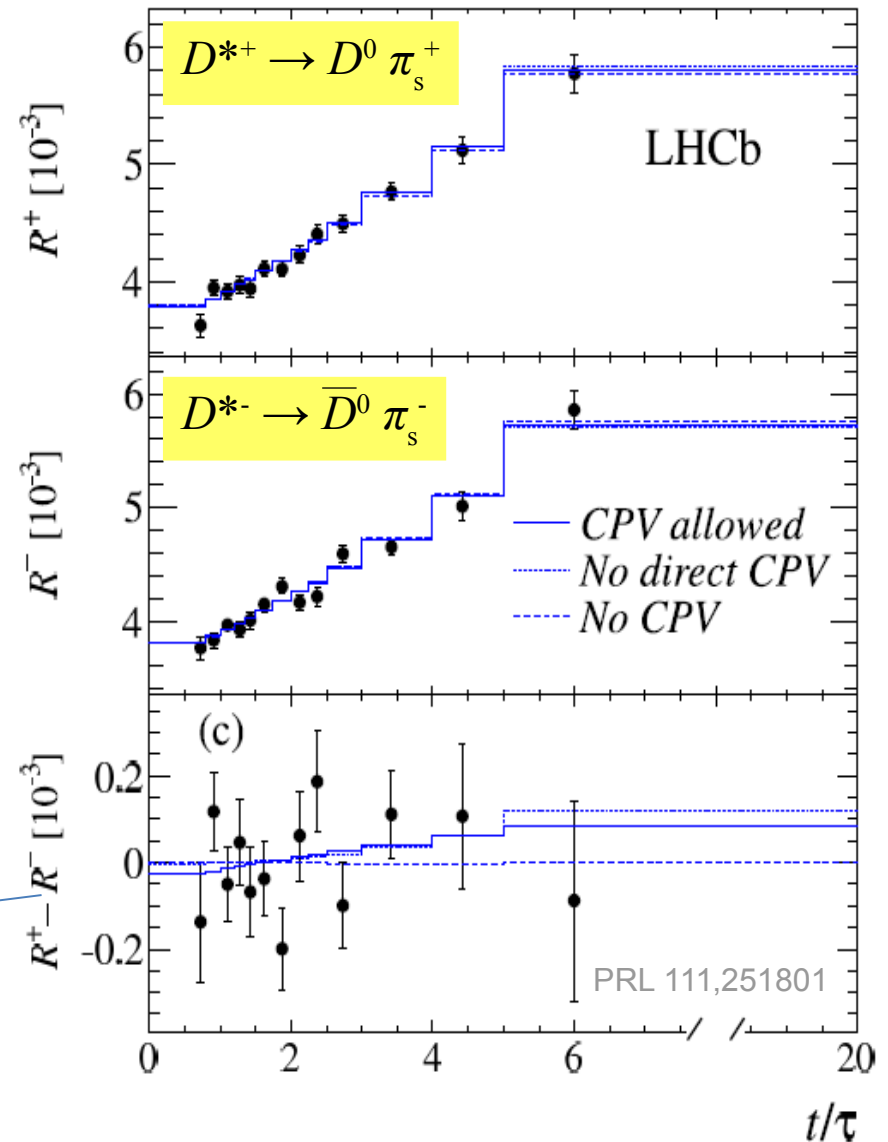 D*⁺ → D⁰ πₛ⁺
LHCb
R⁺ [10⁻³]
6
5
4
D*⁻ → D̅⁰ πₛ⁻
R⁻ [10⁻³]
6
5
4
CPV allowed
No direct CPV
No CPV
(c)
R⁺–R⁻ [10⁻³]
0.2
0
-0.2
PRL 111,251801
0 2 4 6 20
t/τ